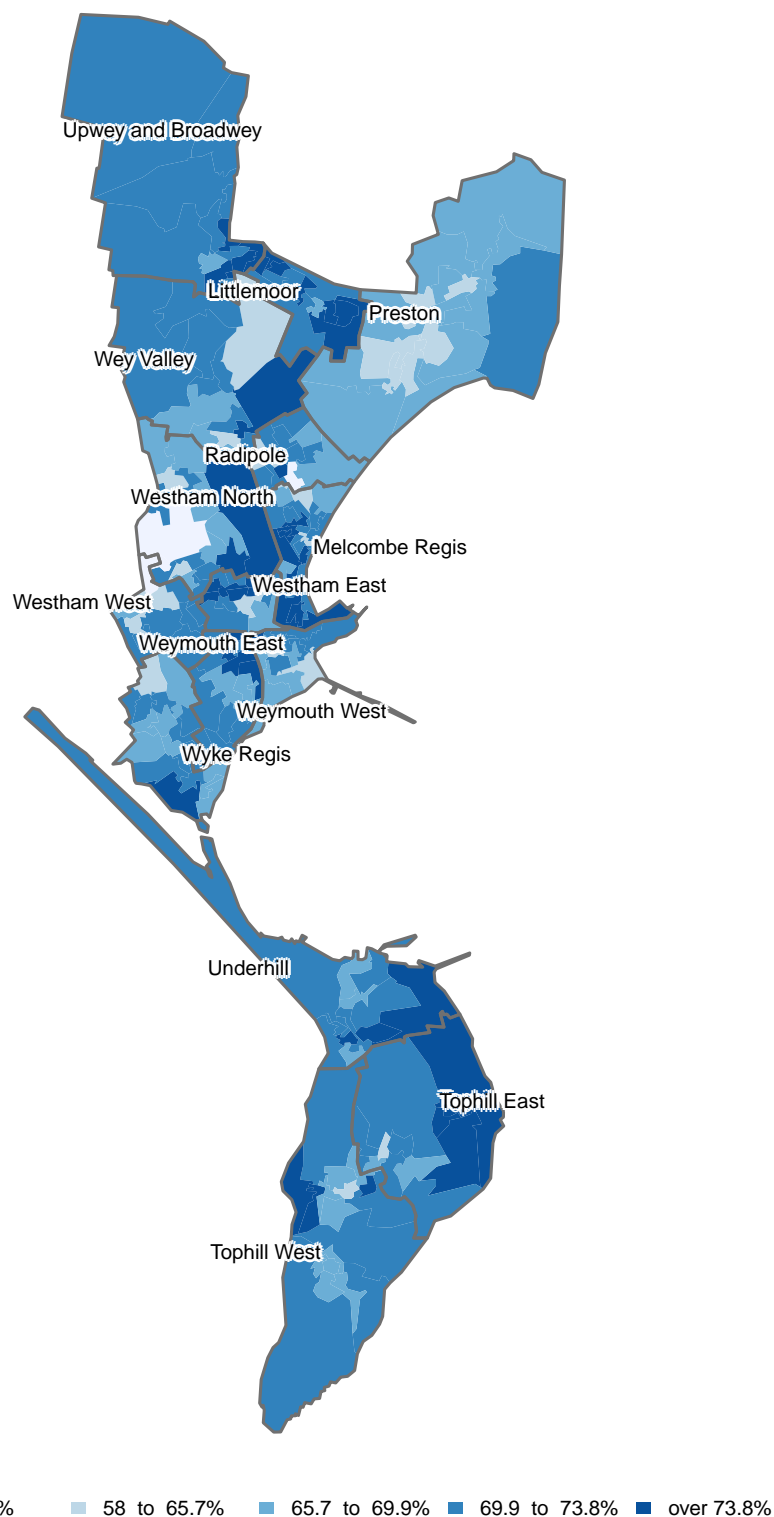 Upwey and Broadwey
Littlemoor
Preston
Wey Valley
Radipole
Westham North
Melcombe Regis
Westham East
Westham West
Weymouth East
Weymouth West
Wyke Regis
Underhill
Tophill East
Tophill West
% 58 to 65.7% 65.7 to 69.9% 69.9 to 73.8% over 73.8%